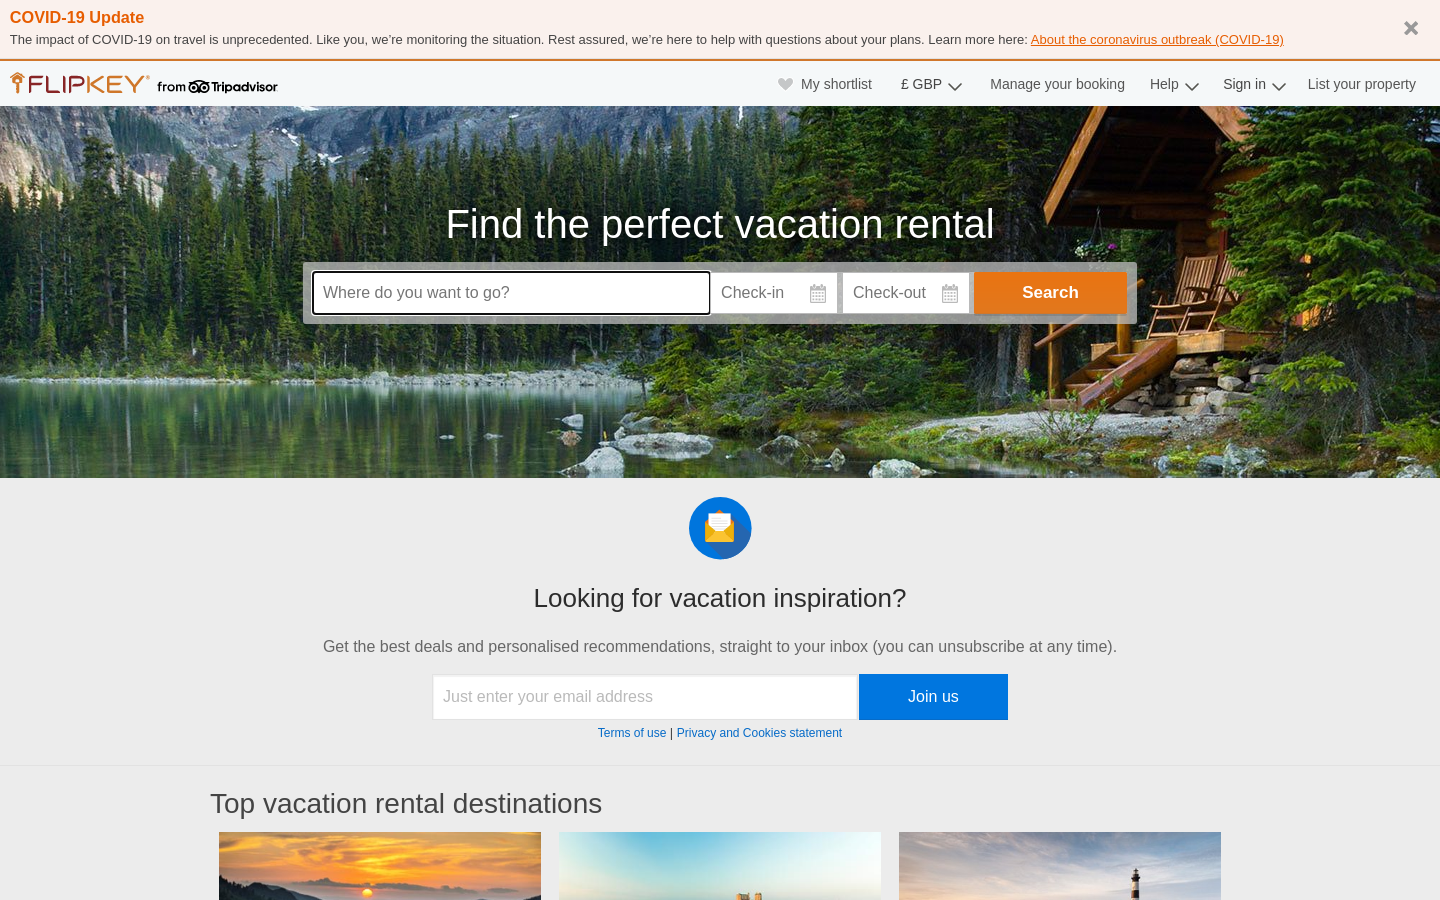 COVID-19 Update
The impact of COVID-19 on travel is unprecedented. Like you, we’re monitoring the situation. Rest assured, we’re here to help with questions about your plans. Learn more here: About the coronavirus outbreak (COVID-19)
FLIPKEY from Tripadvisor
My shortlist
£ GBP
Manage your booking
Help
Sign in
List your property
Find the perfect vacation rental
Where do you want to go?
Check-in
Check-out
Search
Looking for vacation inspiration?
Get the best deals and personalised recommendations, straight to your inbox (you can unsubscribe at any time).
Just enter your email address
Join us
Terms of use | Privacy and Cookies statement
Top vacation rental destinations